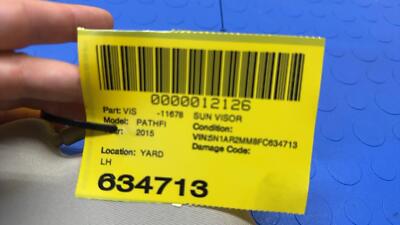 0000012126
Part: VIS -11678 SUN VISOR
Model: PATHFI Condition:
2015 VIN:5N1AR2MM8FC634713
Location: YARD Damage Code:
LH
634713